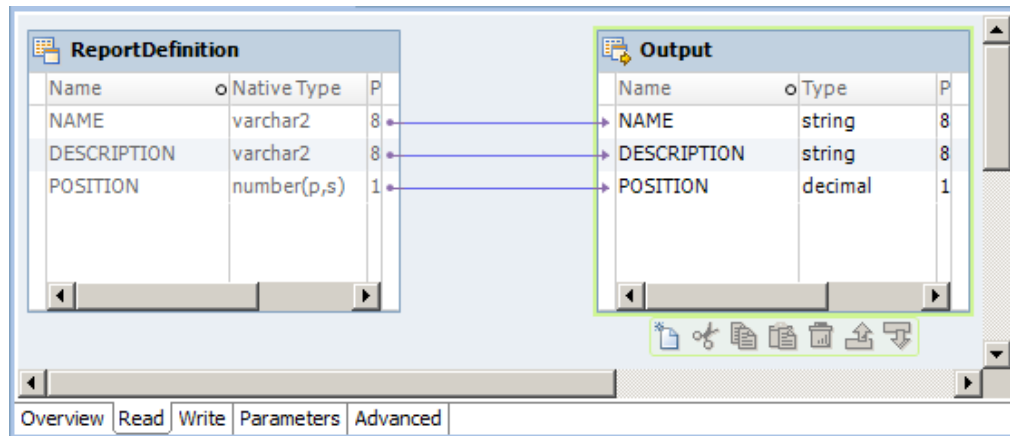 ReportDefinition
Name Native Type P
NAME varchar2 8
DESCRIPTION varchar2 8
POSITION number(p,s) 1
Output
Name Type P
NAME string 8
DESCRIPTION string 8
POSITION decimal 1
Overview Read Write Parameters Advanced